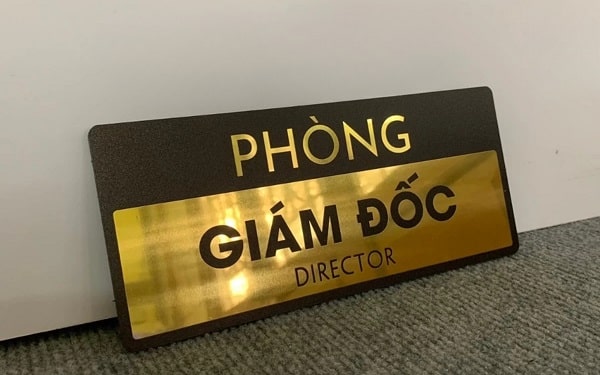 PHÒNG
GIÁM ĐỐC
DIRECTOR